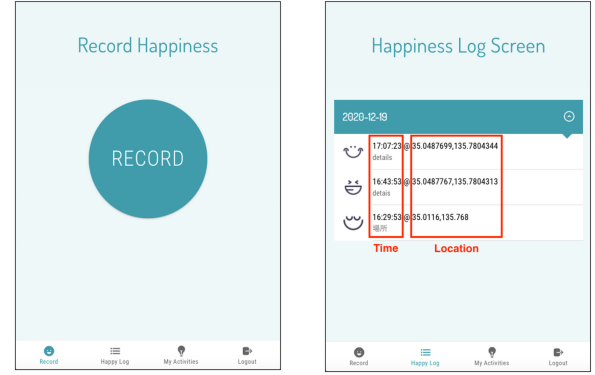 Record Happiness
RECORD
Record Happy Log My Activities Logout
Happiness Log Screen
2020-12-19
17:07:23@35.0487699,135.7804344
details
16:43:53@35.0487767,135.7804313
detais
16:29:53@35.0116,135.768
場所
Time Location
Record Happy Log My Activities Logout